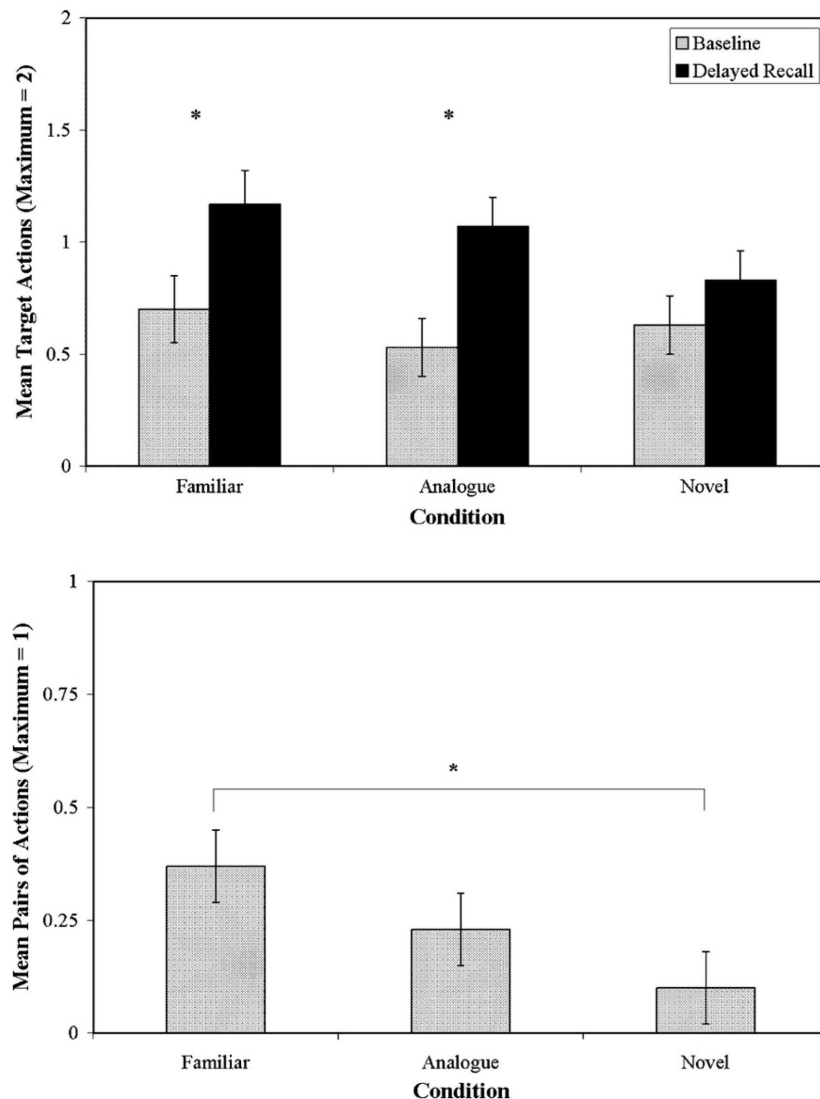 Mean Target Actions (Maximum = 2)
2
1.5
1
0.5
0
Baseline
Delayed Recall
*
*
Familiar
Analogue
Novel
Condition
Mean Pairs of Actions (Maximum = 1)
1
0.75
0.5
0.25
0
*
Familiar
Analogue
Novel
Condition